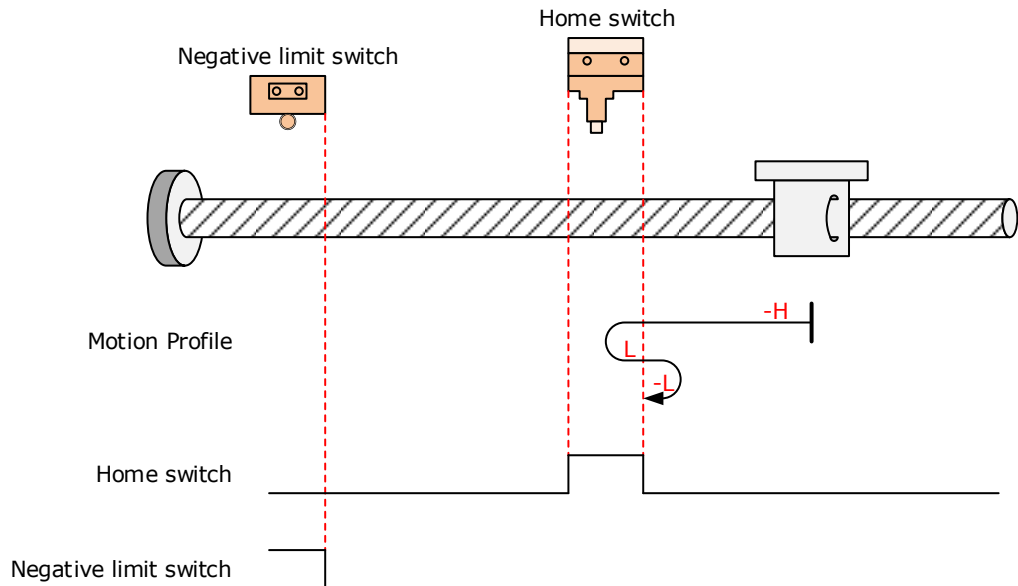 Home switch
Negative limit switch
-H
Motion Profile
L
-L
Home switch
Negative limit switch